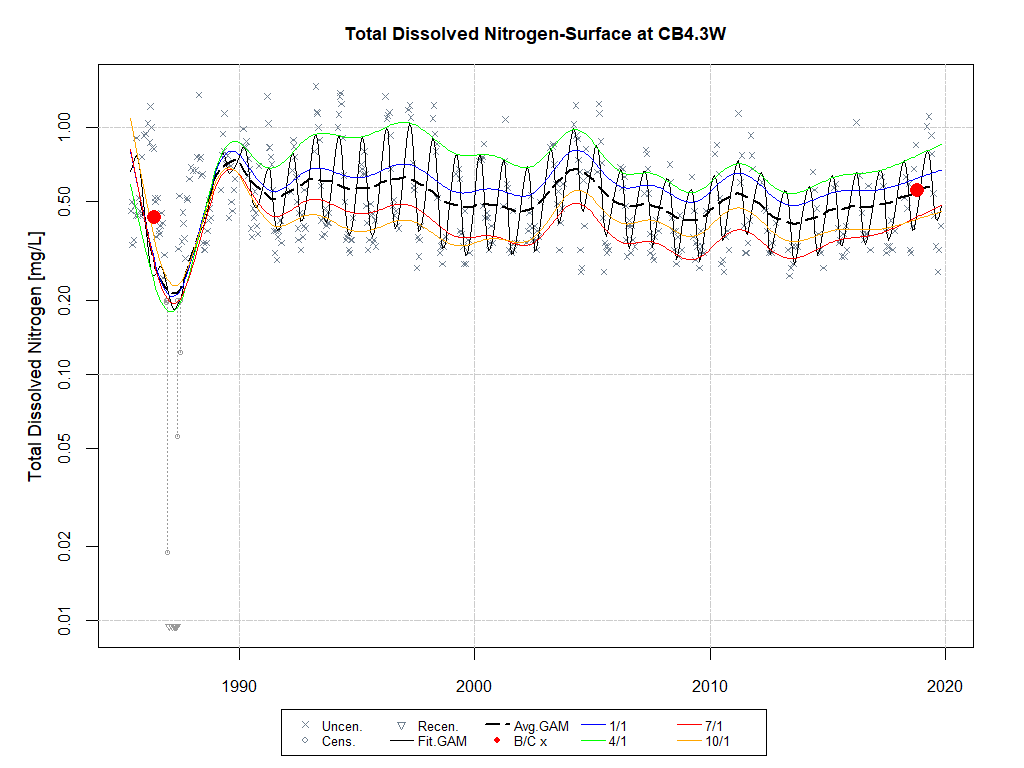 Total Dissolved Nitrogen-Surface at CB4.3W
Total Dissolved Nitrogen [mg/L]
1.00
0.50
0.20
0.10
0.05
0.02
0.01
1990 2000 2010 2020
Uncen. Recen. Avg.GAM 1/1 7/1
Cens. Fit.GAM B/C x 4/1 10/1